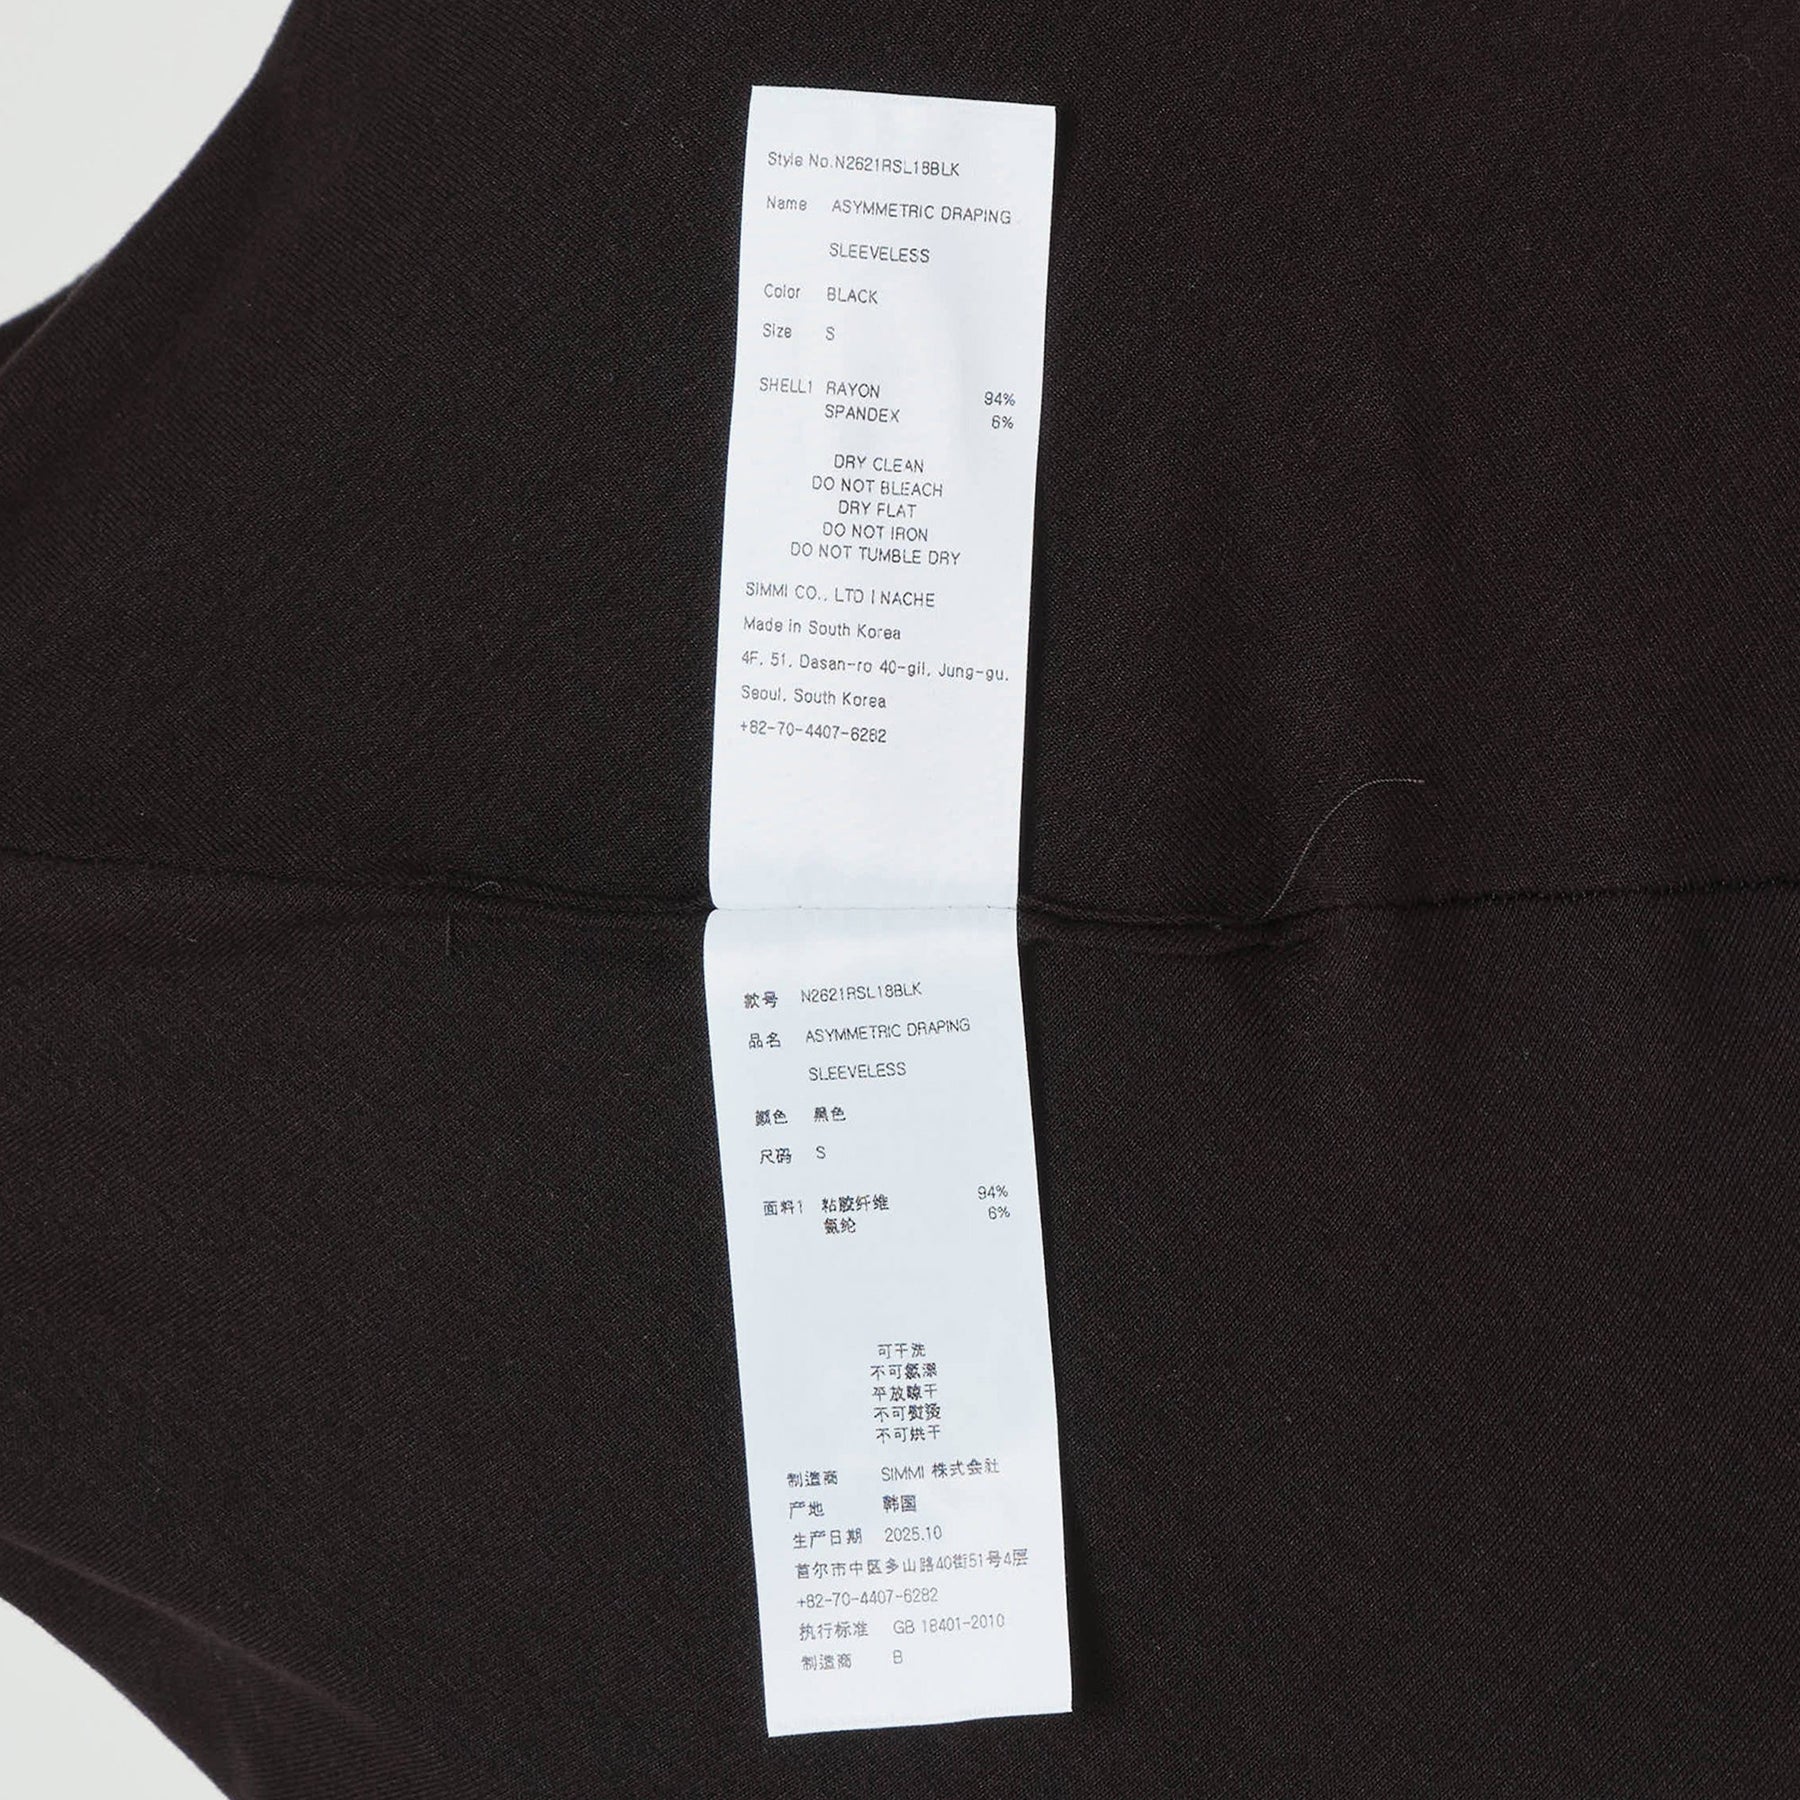 Style No.N2621RSL18BLK
Name ASYMMETRIC DRAPING
SLEEVELESS
Color BLACK
Size S
SHELL1 RAYON 94%
SPANDEX 6%
DRY CLEAN
DO NOT BLEACH
DRY FLAT
DO NOT IRON
DO NOT TUMBLE DRY
SIMMI CO., LTD I NACHE
Made in South Korea
4F, 51, Dasan-ro 40-gil, Jung-gu,
Seoul, South Korea
+82-70-4407-6282
款号 N2621RSL18BLK
品名 ASYMMETRIC DRAPING
SLEEVELESS
颜色 黑色
尺码 S
面料1 粘胶纤维 94%
氨纶 6%
可干洗
不可氯漂
平放晾干
不可熨烫
不可烘干
制造商 SIMMI 株式会社
产地 韩国
生产日期 2025.10
首尔市中区多山路40街51号4层
+82-70-4407-6282
执行标准 GB 18401-2010
制造商 B